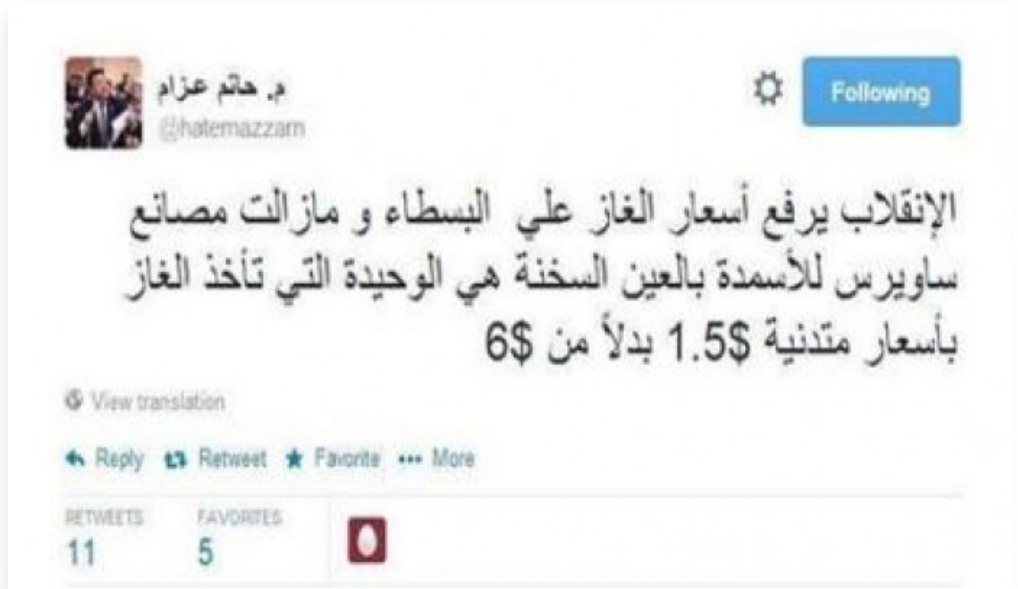 م. حاتم عزام
@hatemazzam
Following
الإنقلاب يرفع أسعار الغاز علي البسطاء و مازالت مصانع
ساويرس للأسمدة بالعين السخنة هي الوحيدة التي تأخذ الغاز
بأسعار متدنية $1.5 بدلاً من $6
View translation
Reply Retweet Favorite More
RETWEETS FAVORITES
11 5